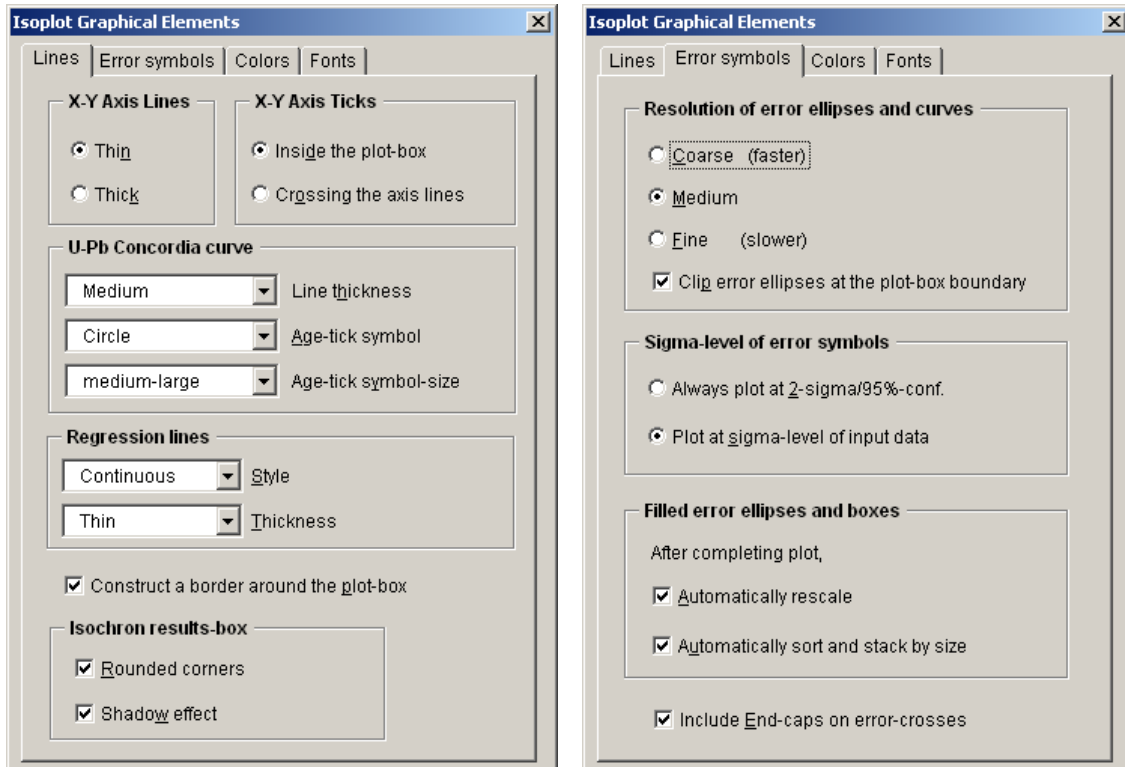 Isoplot Graphical Elements
Lines Error symbols Colors Fonts
X-Y Axis Lines
Thin
Thick
X-Y Axis Ticks
Inside the plot-box
Crossing the axis lines
U-Pb Concordia curve
Medium Line thickness
Circle Age-tick symbol
medium-large Age-tick symbol-size
Regression lines
Continuous Style
Thin Thickness
Construct a border around the plot-box
Isochron results-box
Rounded corners
Shadow effect
Isoplot Graphical Elements
Lines Error symbols Colors Fonts
Resolution of error ellipses and curves
Coarse (faster)
Medium
Fine (slower)
Clip error ellipses at the plot-box boundary
Sigma-level of error symbols
Always plot at 2-sigma/95%-conf.
Plot at sigma-level of input data
Filled error ellipses and boxes
After completing plot,
Automatically rescale
Automatically sort and stack by size
Include End-caps on error-crosses